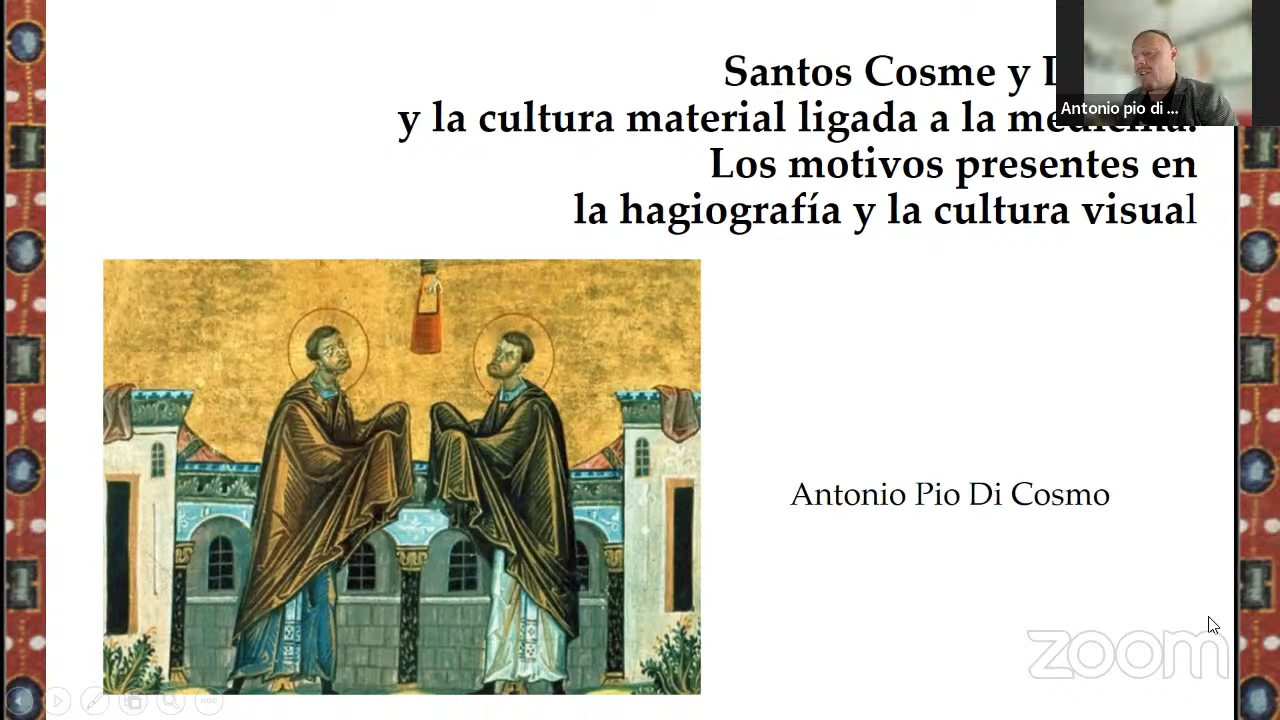 Santos Cosme y
y la cultura material ligada a la
Los motivos presentes en
la hagiografía y la cultura visual
Antonio pio di ...
Antonio Pio Di Cosmo
zoom